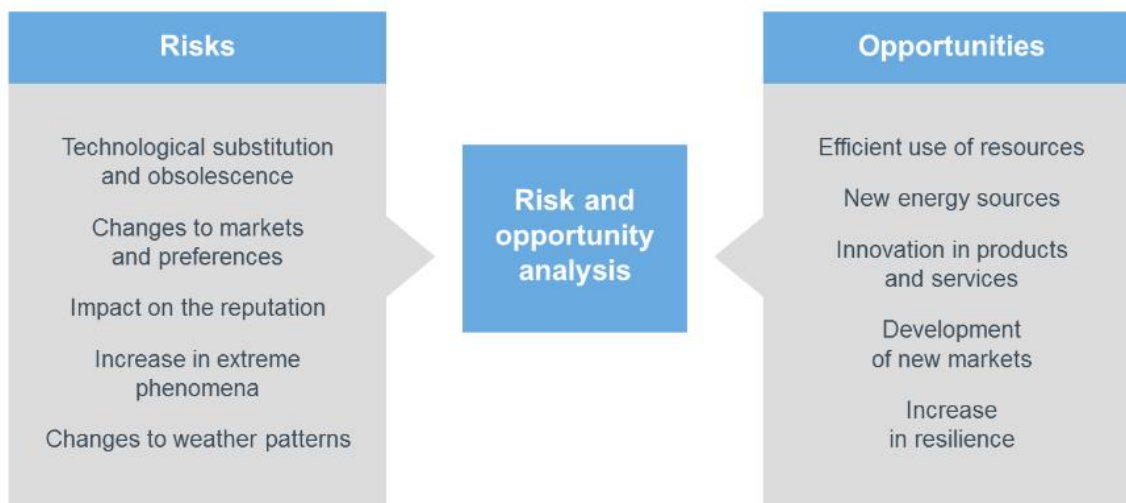 Risks
Technological substitution
and obsolescence
Changes to markets
and preferences
Impact on the reputation
Increase in extreme
phenomena
Changes to weather patterns
Risk and
opportunity
analysis
Opportunities
Efficient use of resources
New energy sources
Innovation in products
and services
Development
of new markets
Increase
in resilience